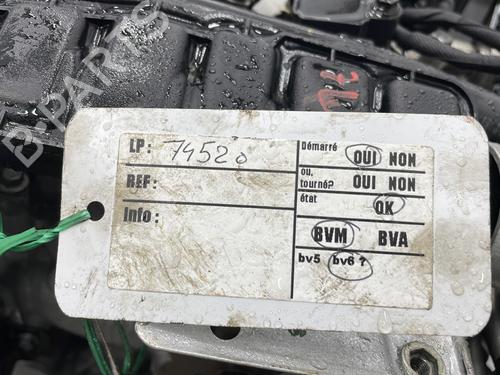 B-PARTS
LP: 74520
REF:
Info:
Démarré OUI NON
ou, tourné? OUI NON
état OK
BVM BVA
bv5 bv6 ?